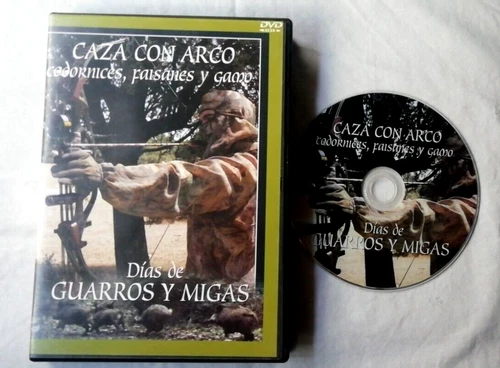 DVD
CAZA CON ARCO
codornices, faisanes y gamo
Días de
GUARROS Y MIGAS
CAZA CON ARCO
codornices, faisanes y gamo
Días de
GUARROS Y MIGAS